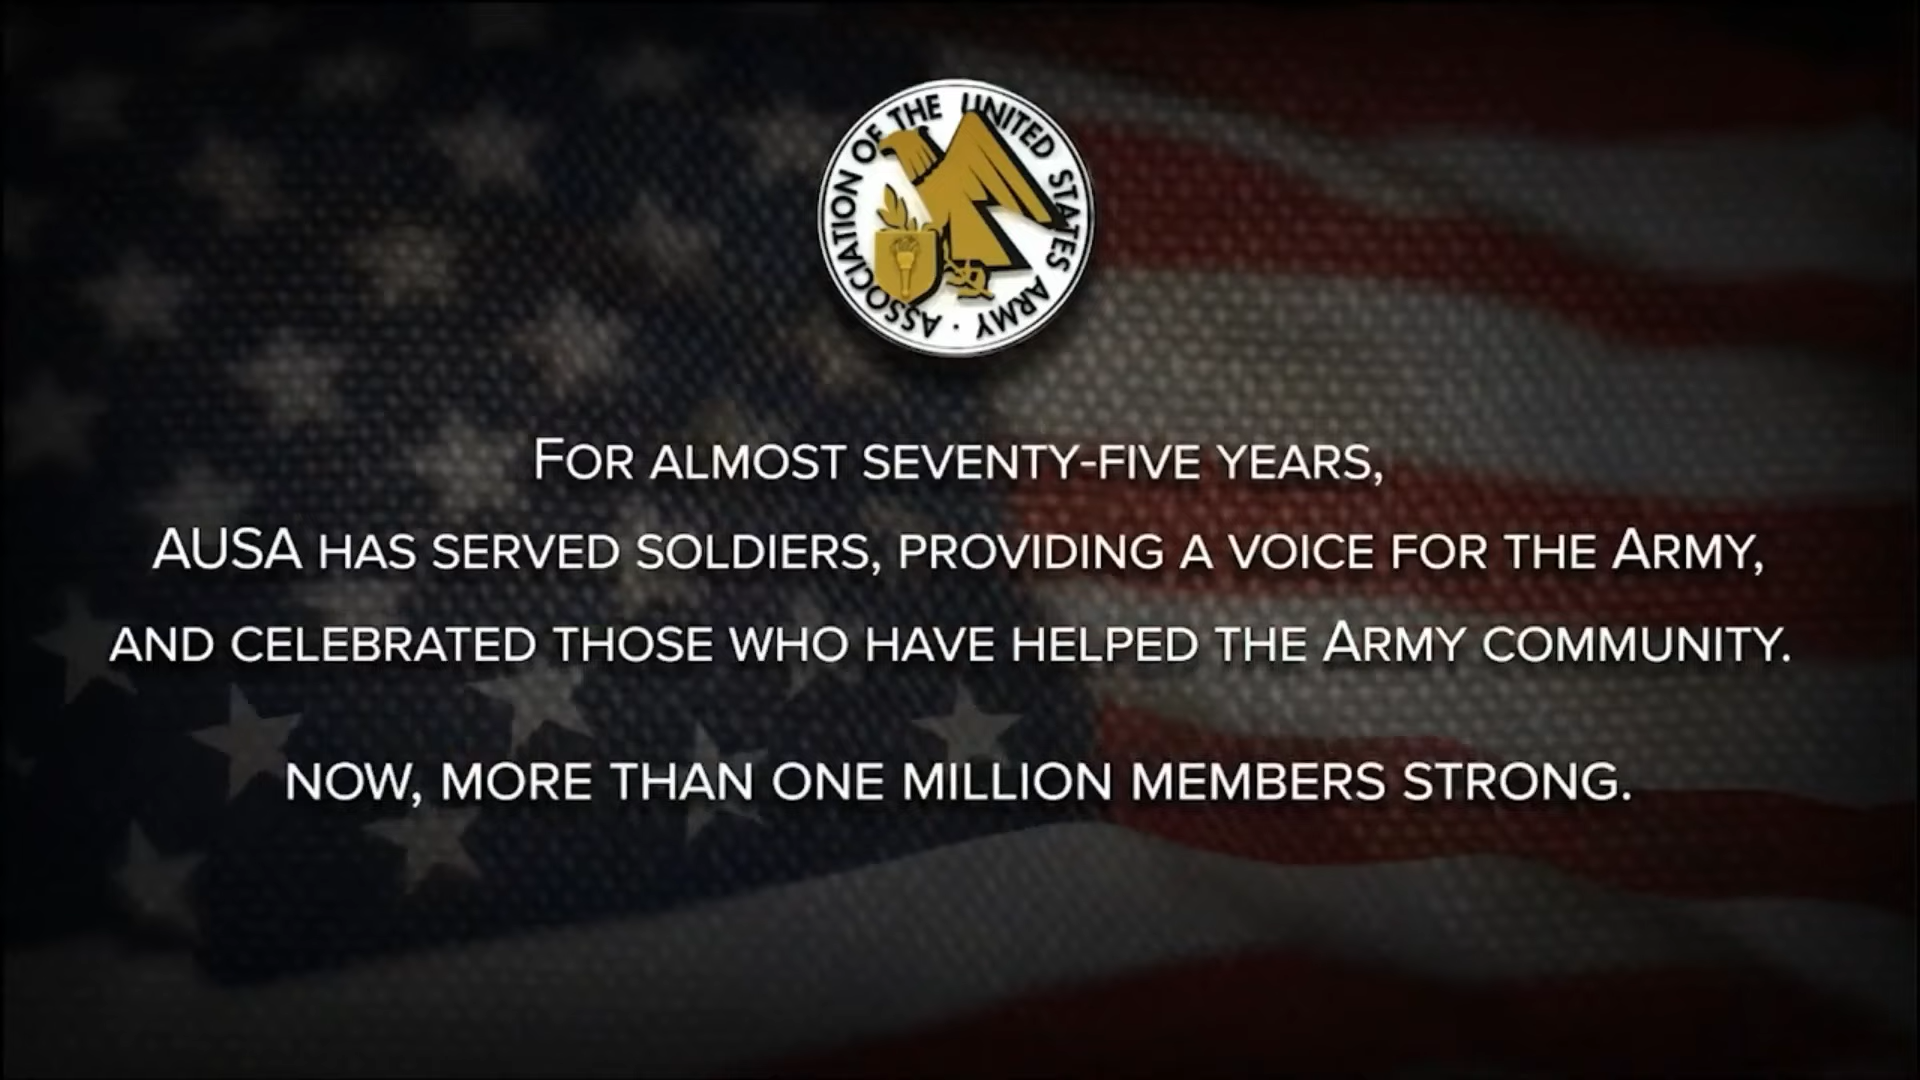 ASSOCIATION OF THE UNITED STATES ARMY ·
FOR ALMOST SEVENTY-FIVE YEARS,
AUSA HAS SERVED SOLDIERS, PROVIDING A VOICE FOR THE ARMY,
AND CELEBRATED THOSE WHO HAVE HELPED THE ARMY COMMUNITY.
NOW, MORE THAN ONE MILLION MEMBERS STRONG.